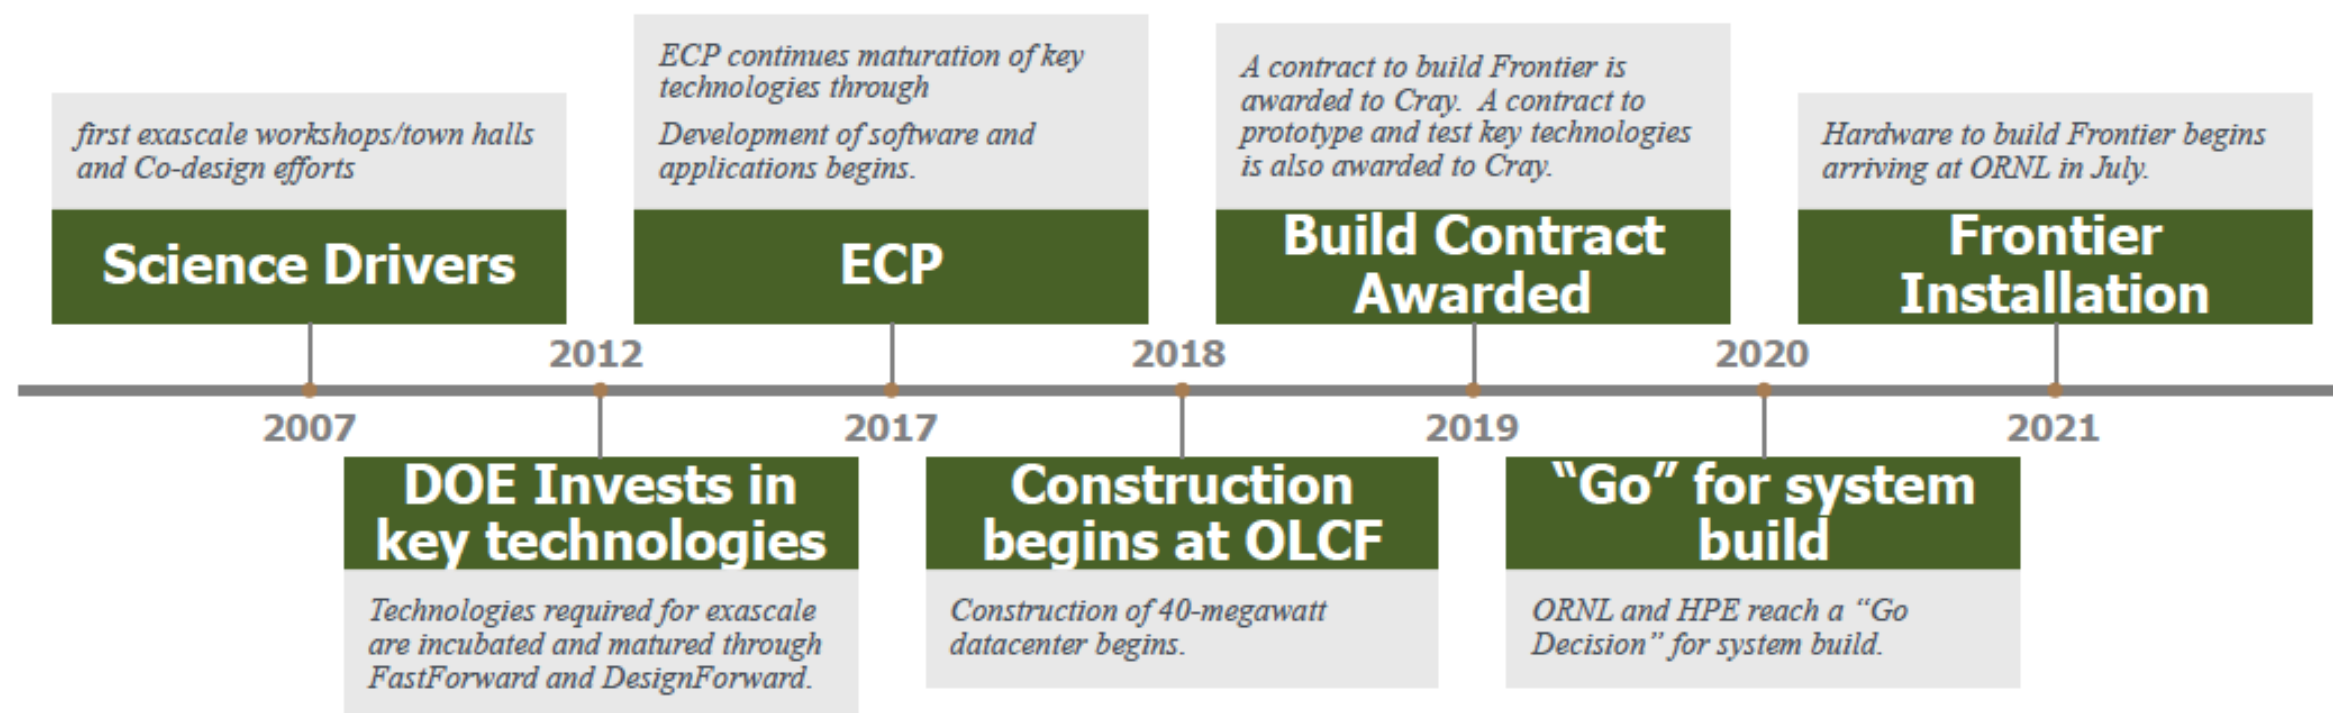 first exascale workshops/town halls
and Co-design efforts
Science Drivers
2007
2012
DOE Invests in
key technologies
Technologies required for exascale
are incubated and matured through
FastForward and DesignForward.
ECP continues maturation of key
technologies through
Development of software and
applications begins.
ECP
2017
2018
Construction
begins at OLCF
Construction of 40-megawatt
datacenter begins.
A contract to build Frontier is
awarded to Cray.  A contract to
prototype and test key technologies
is also awarded to Cray.
Build Contract
Awarded
2019
2020
“Go” for system
build
ORNL and HPE reach a “Go
Decision” for system build.
Hardware to build Frontier begins
arriving at ORNL in July.
Frontier
Installation
2021